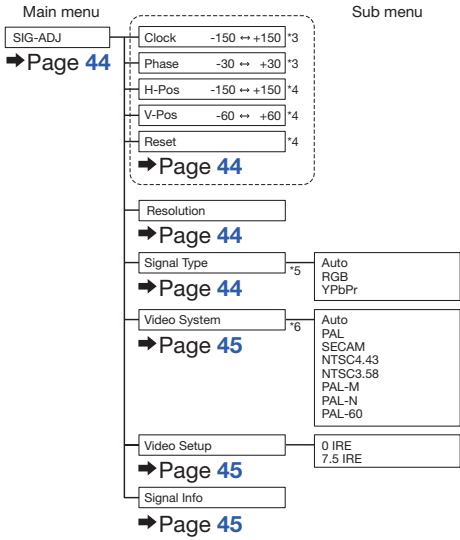 Main menu
Sub menu
SIG-ADJ
➡Page 44
Clock -150 ↔ +150 *3
Phase -30 ↔ +30 *3
H-Pos -150 ↔ +150 *4
V-Pos -60 ↔ +60 *4
Reset *4
➡Page 44
Resolution
➡Page 44
Signal Type *5
Auto
RGB
YPbPr
➡Page 44
Video System *6
Auto
PAL
SECAM
NTSC4.43
NTSC3.58
PAL-M
PAL-N
PAL-60
➡Page 45
Video Setup
0 IRE
7.5 IRE
➡Page 45
Signal Info
➡Page 45